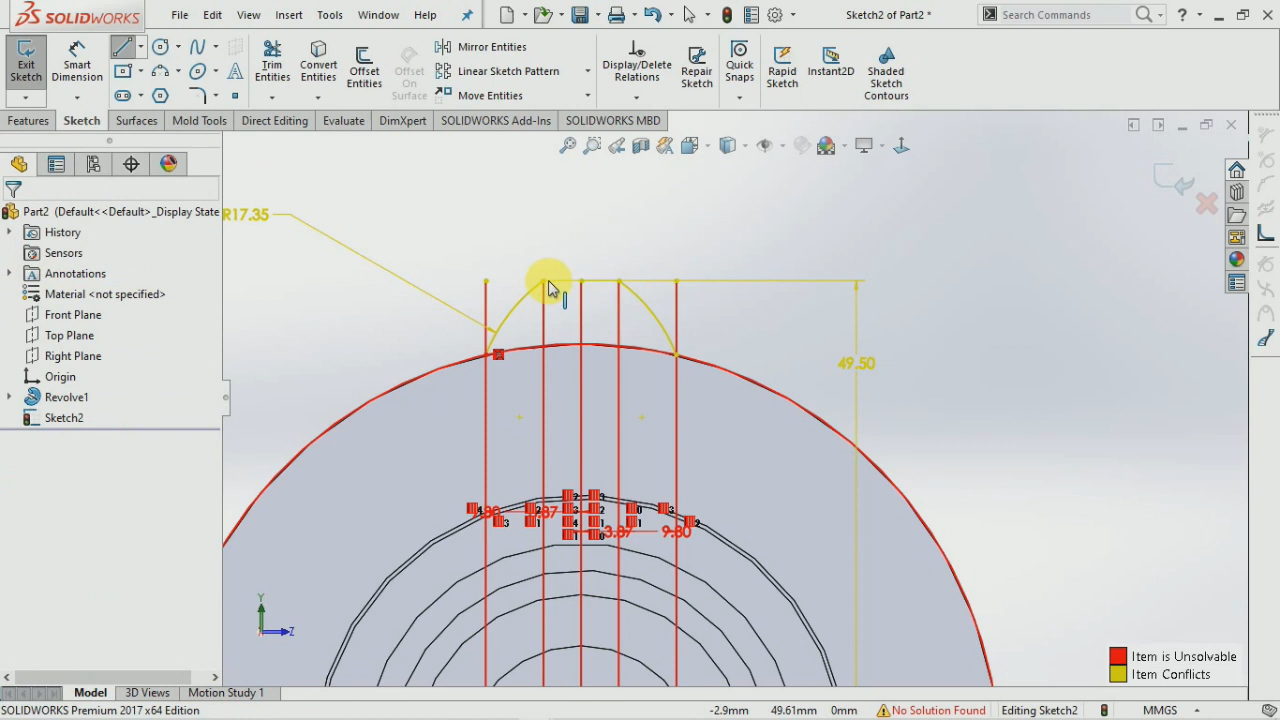 SOLIDWORKS File Edit View Insert Tools Window Help Sketch2 of Part2 * Search Commands ?
Exit Sketch Smart Dimension Trim Entities Convert Entities Offset Entities Offset On Surface Mirror Entities Linear Sketch Pattern Move Entities Display/Delete Relations Repair Sketch Quick Snaps Rapid Sketch Instant2D Shaded Sketch Contours
Features Sketch Surfaces Mold Tools Direct Editing Evaluate DimXpert SOLIDWORKS Add-Ins SOLIDWORKS MBD
Part2 (Default<<Default>_Display State
R17.35
History
Sensors
Annotations
Material <not specified>
Front Plane
Top Plane
Right Plane
49.50
Origin
Revolve1
Sketch2
3.87 9.80
Y
Z
Item is Unsolvable
Item Conflicts
Model 3D Views Motion Study 1
SOLIDWORKS Premium 2017 x64 Edition -2.9mm 49.61mm 0mm No Solution Found Editing Sketch2 MMGS